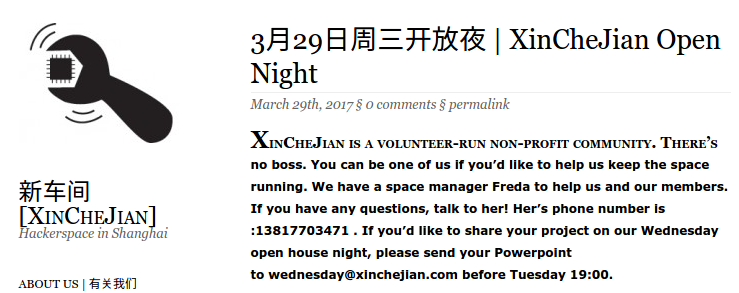 3月29日周三开放夜 | XinCheJian Open
Night
March 29th, 2017 § 0 comments § permalink
XinCheJian is a volunteer-run non-profit community. There's
no boss. You can be one of us if you'd like to help us keep the space
running. We have a space manager Freda to help us and our members.
If you have any questions, talk to her! Her's phone number is
:13817703471 . If you'd like to share your project on our Wednesday
open house night, please send your Powerpoint
to wednesday@xinchejian.com before Tuesday 19:00.
新车间
[XinCheJian]
Hackerspace in Shanghai
ABOUT US | 有关我们